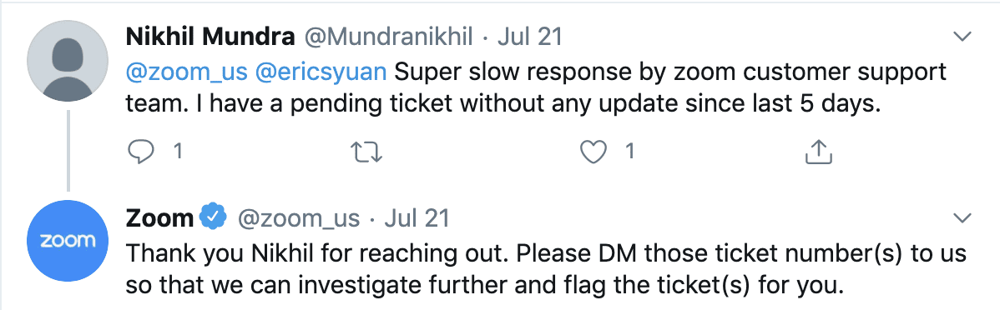 Nikhil Mundra @Mundranikhil · Jul 21
@zoom_us @ericsyuan Super slow response by zoom customer support
team. I have a pending ticket without any update since last 5 days.
1 1
zoom
Zoom @zoom_us · Jul 21
Thank you Nikhil for reaching out. Please DM those ticket number(s) to us
so that we can investigate further and flag the ticket(s) for you.